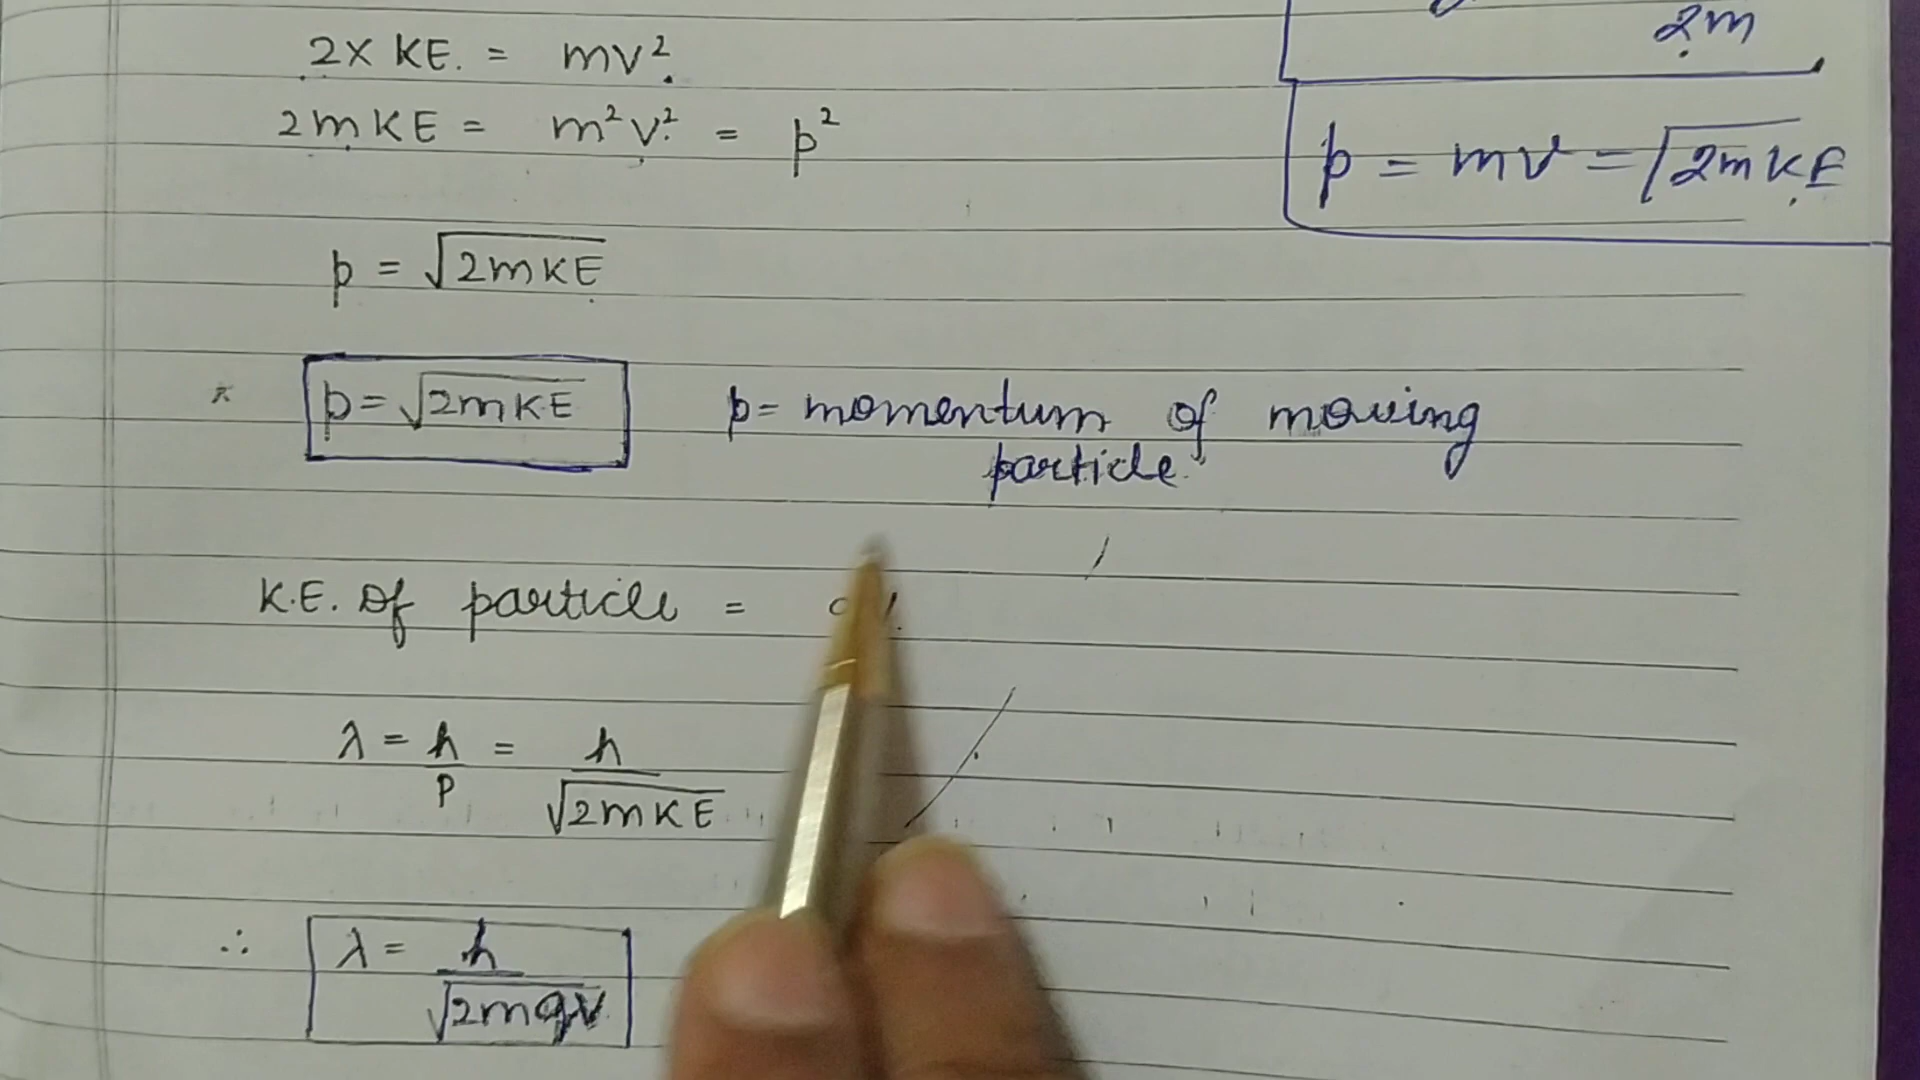 2× KE. = mv².
2mKE = m²v² = p²
2m
p = mv = √2mKE
p = √2mKE
* p = √2mKE p = momentum of moving
particle.
K.E. Of particle =
λ = h/p = h/√2mKE
∴ λ = h/√2mqv